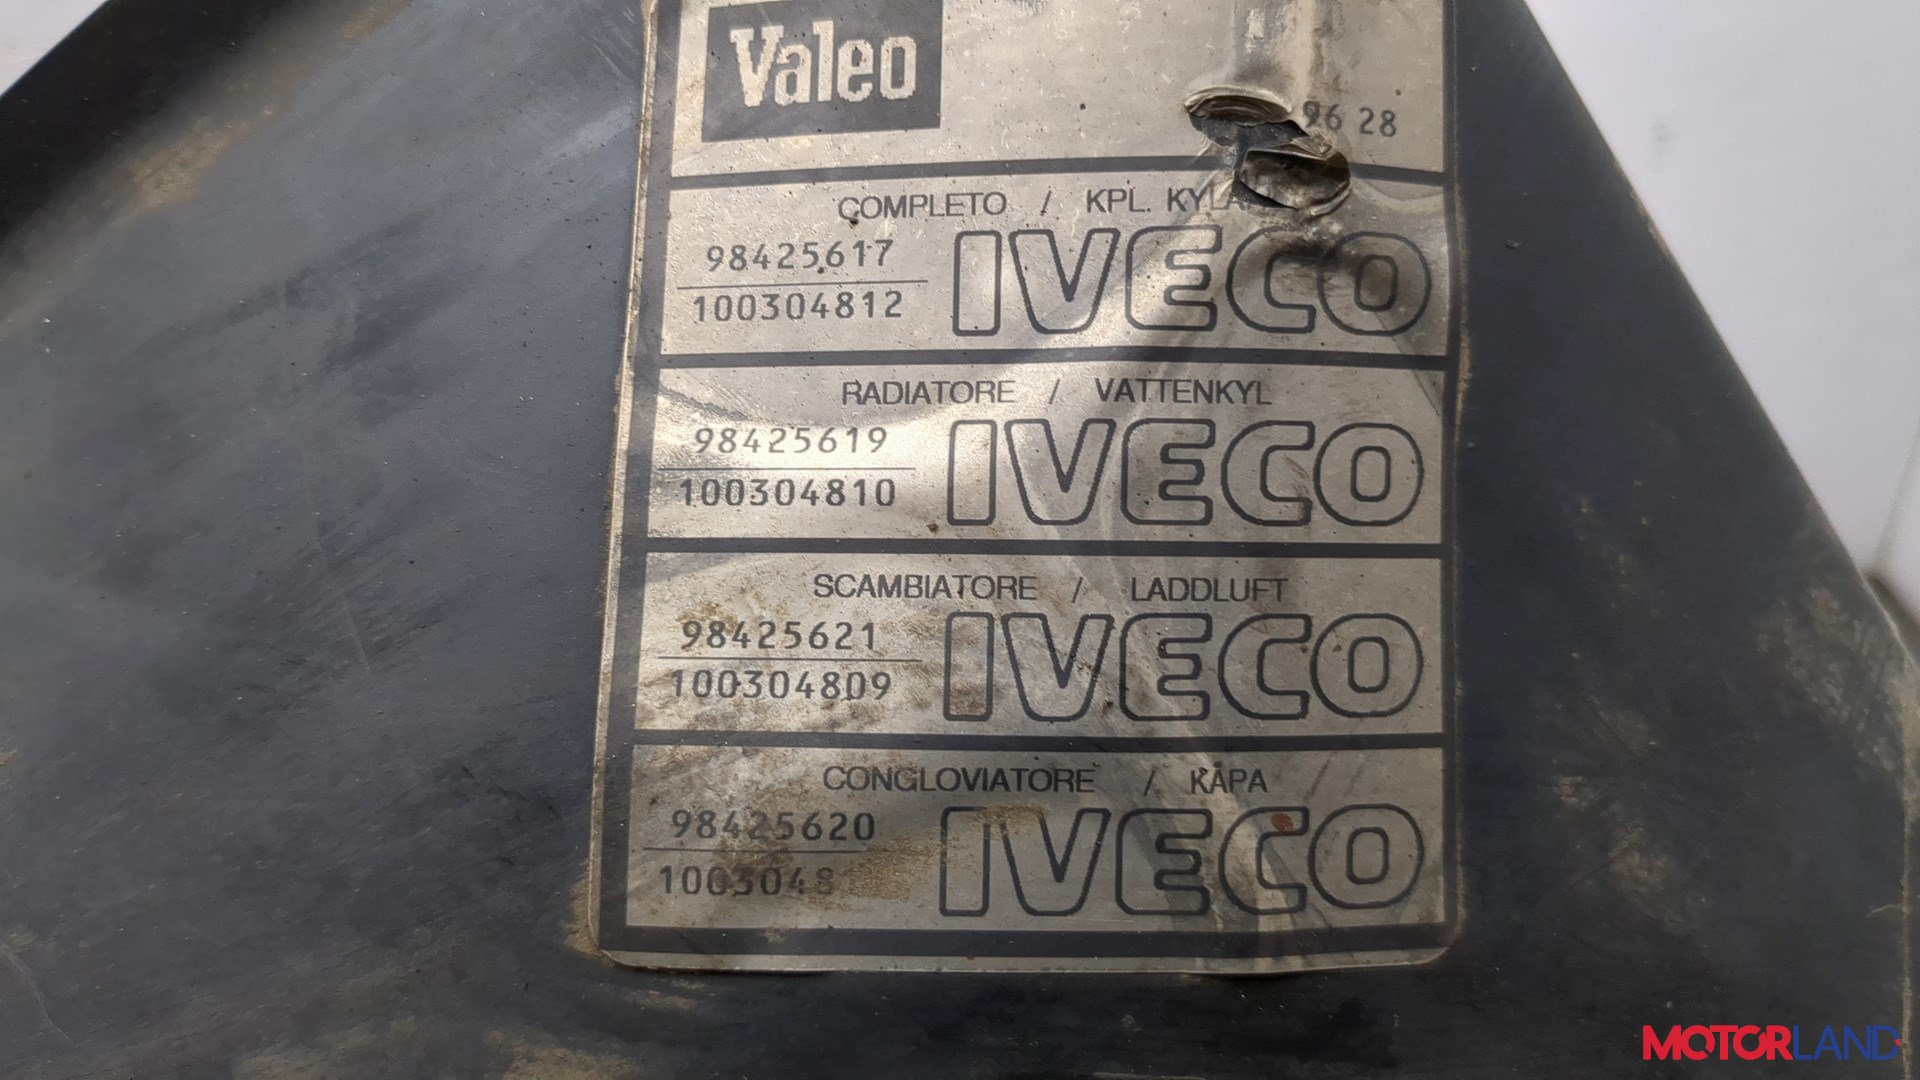 Valeo
96 28
COMPLETO / KPL.
98425617
100304812
IVECO
RADIATORE / VATTENKYL
98425619
100304810
IVECO
SCAMBIATORE / LADDLUFT
98425621
100304809
IVECO
CONGLOVIATORE / KÅPA
98425620
IVECO
MOTORLAND